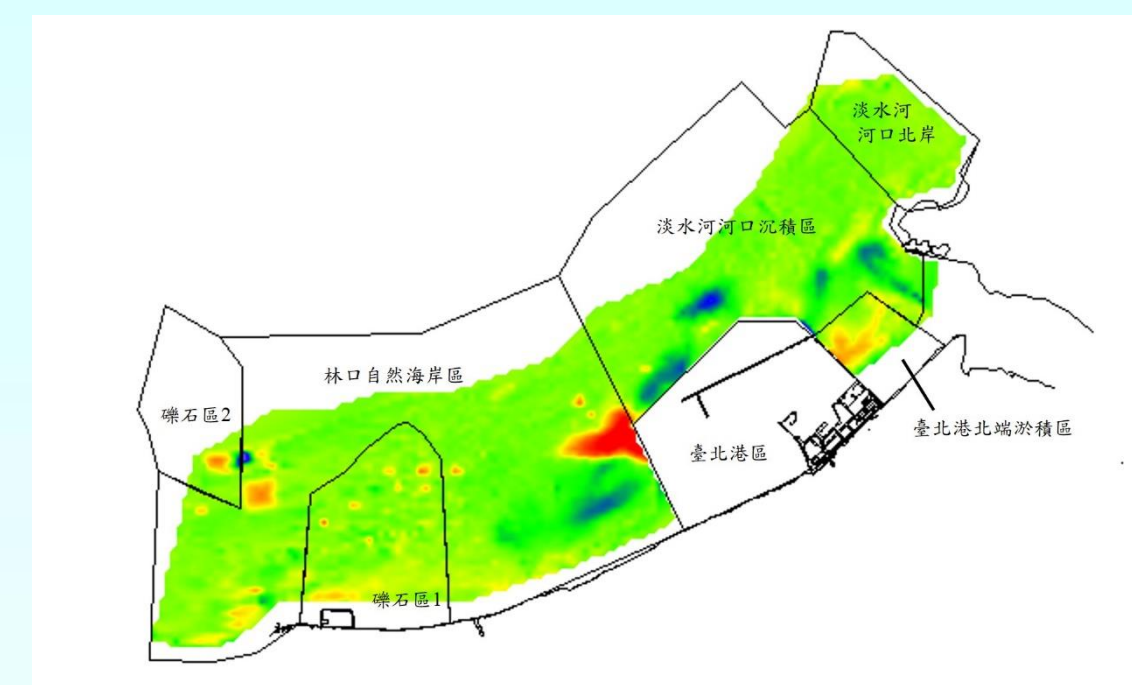 淡水河
河口北岸
淡水河河口沉積區
林口自然海岸區
礫石區2
臺北港區
臺北港北端淤積區
礫石區1